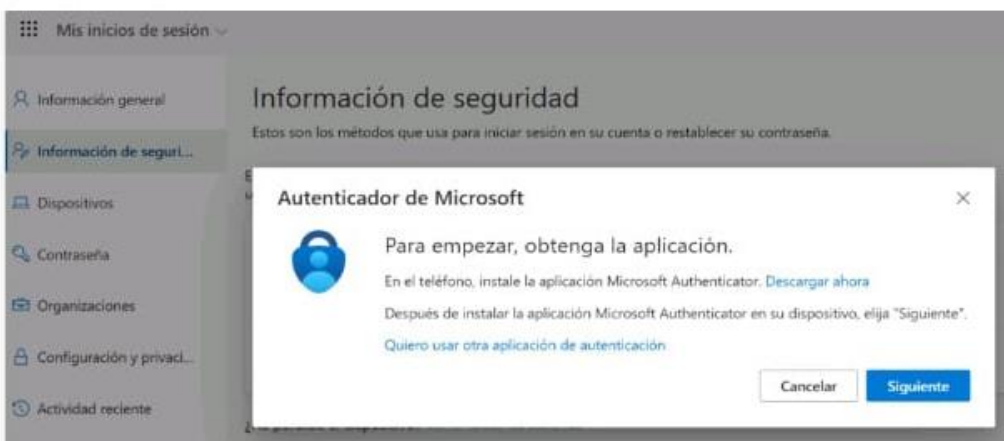 Mis inicios de sesión
Información general
Información de seguri...
Dispositivos
Contraseña
Organizaciones
Configuración y privaci...
Actividad reciente
Información de seguridad
Estos son los métodos que usa para iniciar sesión en su cuenta o restablecer su contraseña.
Autenticador de Microsoft
Para empezar, obtenga la aplicación.
En el teléfono, instale la aplicación Microsoft Authenticator. Descargar ahora
Después de instalar la aplicación Microsoft Authenticator en su dispositivo, elija "Siguiente".
Quiero usar otra aplicación de autenticación
Cancelar
Siguiente